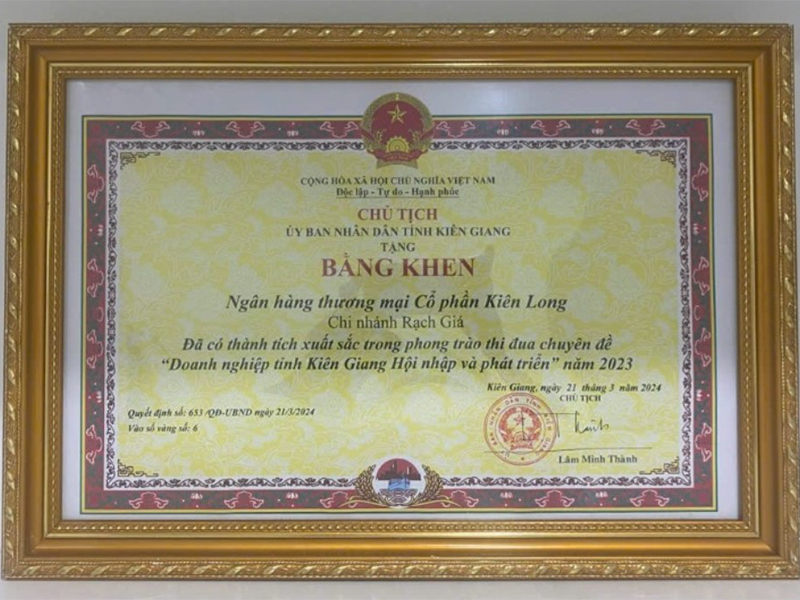 CỘNG HÒA XÃ HỘI CHỦ NGHĨA VIỆT NAM
Độc lập - Tự do - Hạnh phúc
CHỦ TỊCH
ỦY BAN NHÂN DÂN TỈNH KIÊN GIANG
TẶNG
BẰNG KHEN
Ngân hàng thương mại Cổ phần Kiên Long
Chi nhánh Rạch Giá
Đã có thành tích xuất sắc trong phong trào thi đua chuyên đề
“Doanh nghiệp tỉnh Kiên Giang Hội nhập và phát triển” năm 2023
Kiên Giang, ngày 21 tháng 3 năm 2024
CHỦ TỊCH
Quyết định số: 653 /QĐ-UBND ngày 21/3/2024
Vào sổ vàng số: 6
Lâm Minh Thành